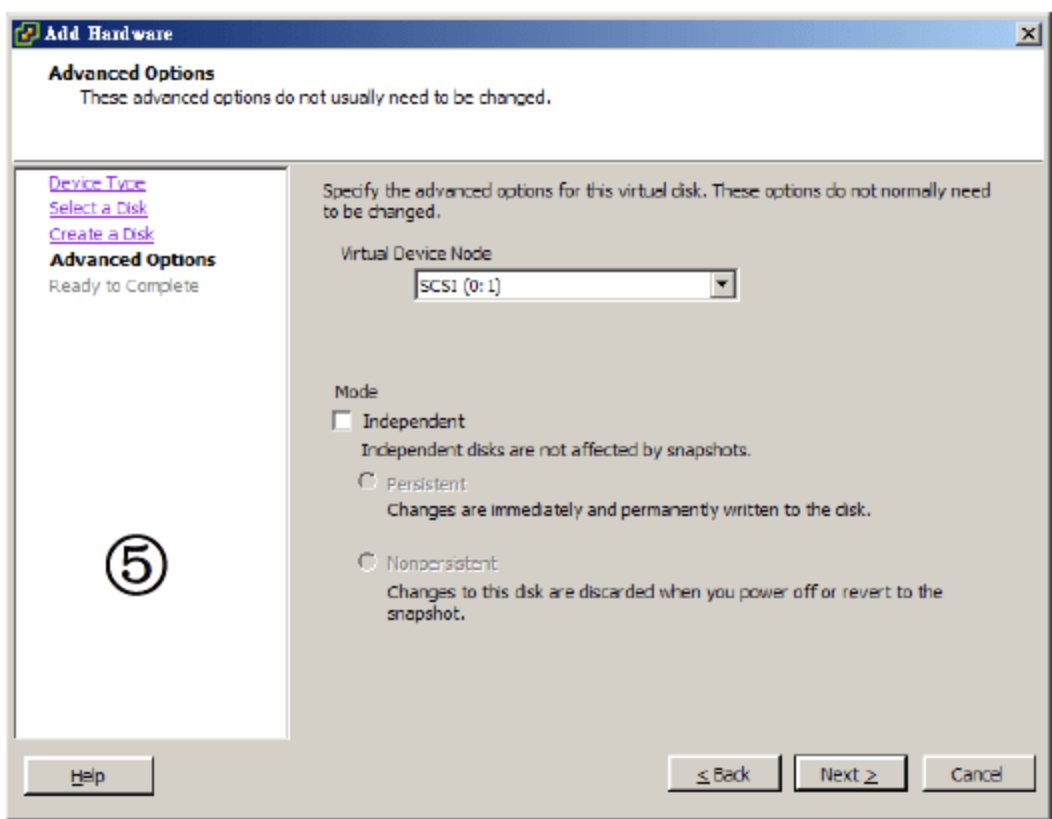 Add Hardware
Advanced Options
These advanced options do not usually need to be changed.
Device Type
Select a Disk
Create a Disk
Advanced Options
Ready to Complete
⑤
Specify the advanced options for this virtual disk. These options do not normally need
to be changed.
Virtual Device Node
SCSI (0:1)
Mode
Independent
Independent disks are not affected by snapshots.
Persistent
Changes are immediately and permanently written to the disk.
Nonpersistent
Changes to this disk are discarded when you power off or revert to the
snapshot.
Help
< Back
Next >
Cancel